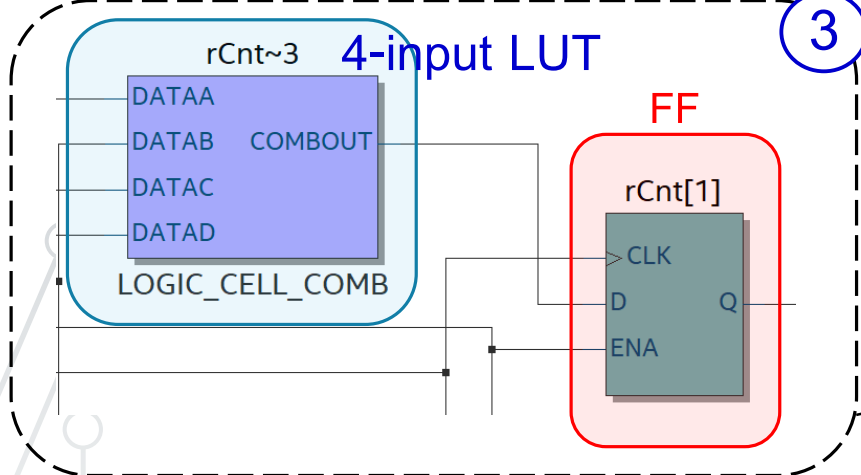 3
rCnt~3
4-input LUT
DATAA
DATAB
COMBOUT
DATAC
DATAD
LOGIC_CELL_COMB
FF
rCnt[1]
CLK
D
Q
ENA